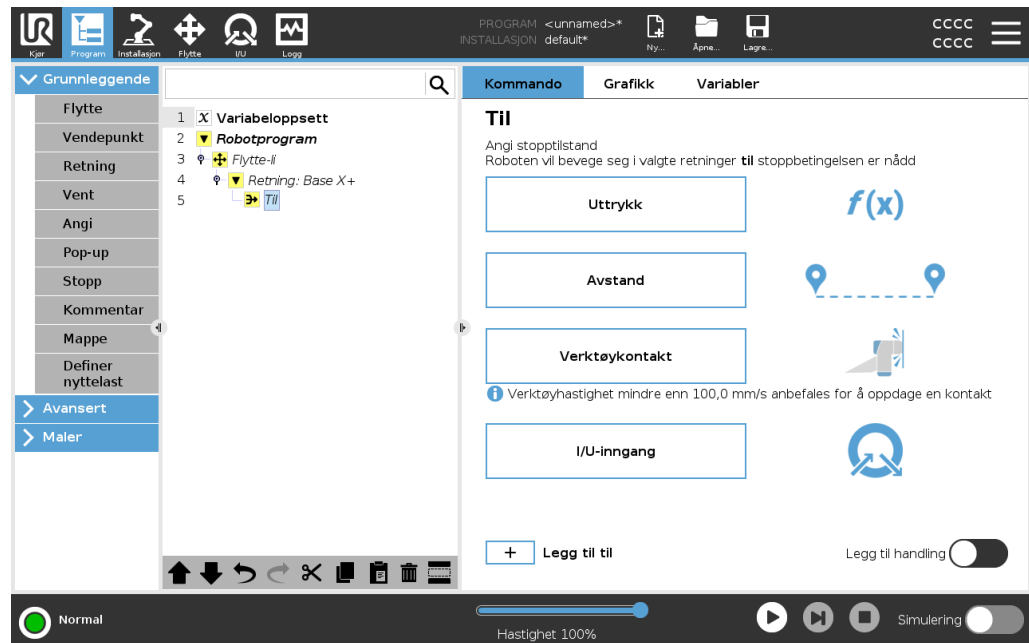 UR
PROGRAM <unnamed>*
INSTALLASJON default*
Kjør
Program
Installasjon
Flytte
I/U
Logg
Ny...
Åpne...
Lagre...
cccc
cccc
Grunnleggende
Flytte
Vendepunkt
Retning
Vent
Angi
Pop-up
Stopp
Kommentar
Mappe
Definer
nyttelast
Avansert
Maler
1 X Variabeloppsett
2 Robotprogram
3 Flytte-li
4 Retning: Base X+
5 Til
Kommando Grafikk Variabler
Til
Angi stopptilstand
Roboten vil bevege seg i valgte retninger til stoppbetingelsen er nådd
Uttrykk
f(x)
Avstand
Verktøykontakt
Verktøyhastighet mindre enn 100,0 mm/s anbefales for å oppdage en kontakt
I/U-inngang
+ Legg til til
Legg til handling
Normal
Hastighet 100%
Simulering